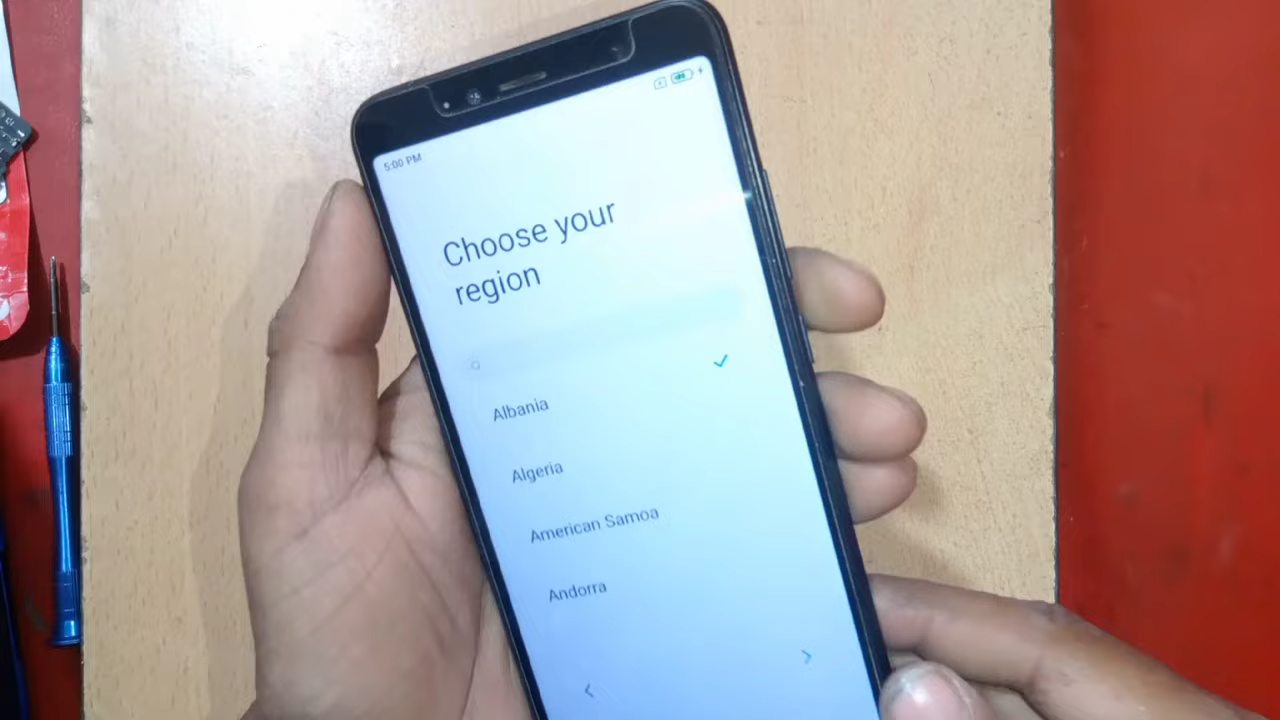 5:00 PM
Choose your
region
Albania
Algeria
American Samoa
Andorra